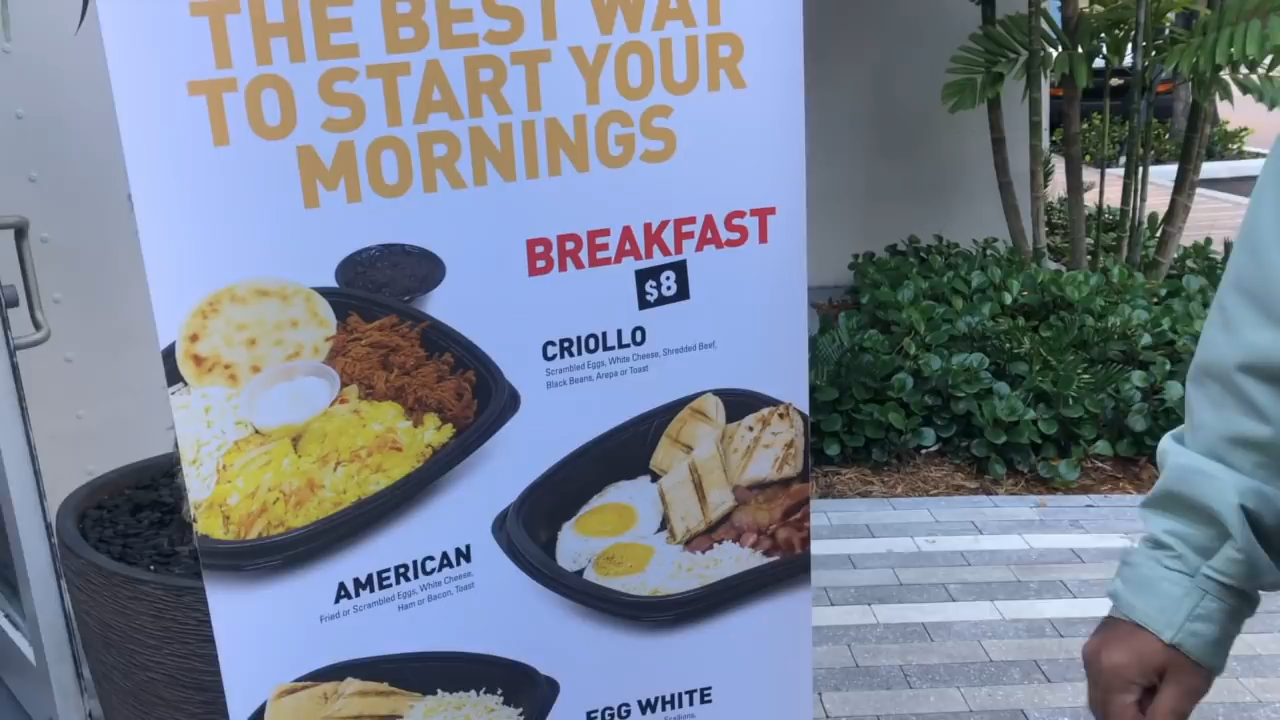 THE BEST WAY
TO START YOUR
MORNINGS
BREAKFAST
$8
CRIOLLO
Scrambled Eggs, White Cheese, Shredded Beef,
Black Beans, Arepa or Toast
AMERICAN
Fried or Scrambled Eggs, White Cheese,
Ham or Bacon, Toast
EGG WHITE
Scallions,